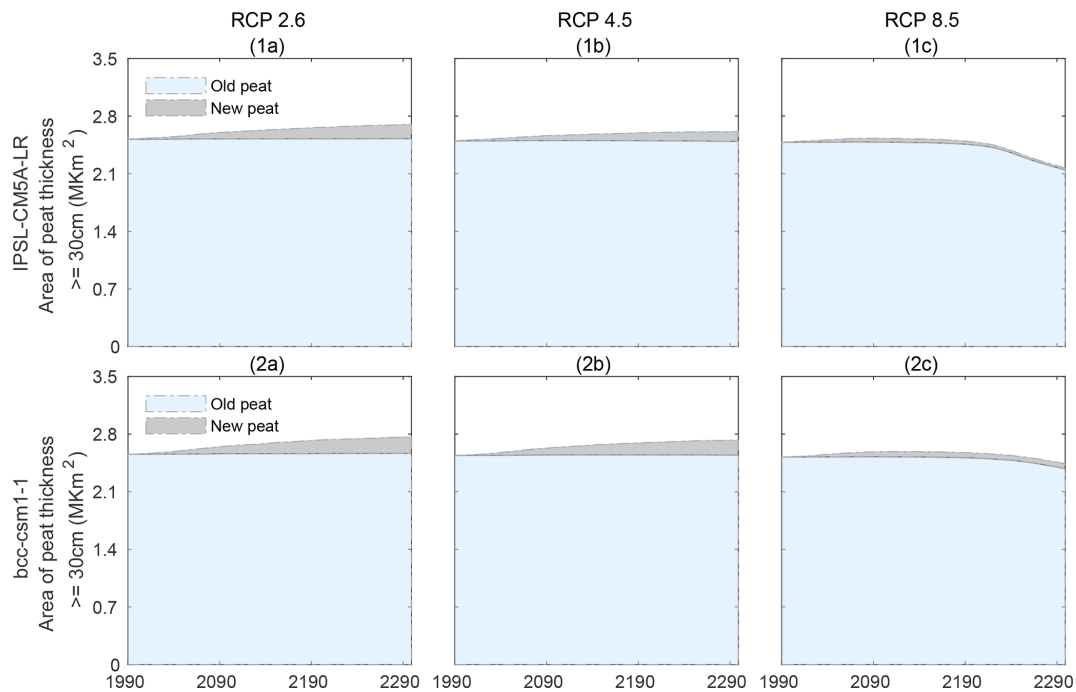 RCP 2.6
RCP 4.5
RCP 8.5
(1a)
(1b)
(1c)
IPSL-CM5A-LR
Area of peat thickness
>= 30cm (MKm 2 )
3.5
2.8
2.1
1.4
0.7
0
Old peat
New peat
(2a)
(2b)
(2c)
bcc-csm1-1
Area of peat thickness
>= 30cm (MKm 2 )
3.5
2.8
2.1
1.4
0.7
0
Old peat
New peat
1990 2090 2190 2290
1990 2090 2190 2290
1990 2090 2190 2290